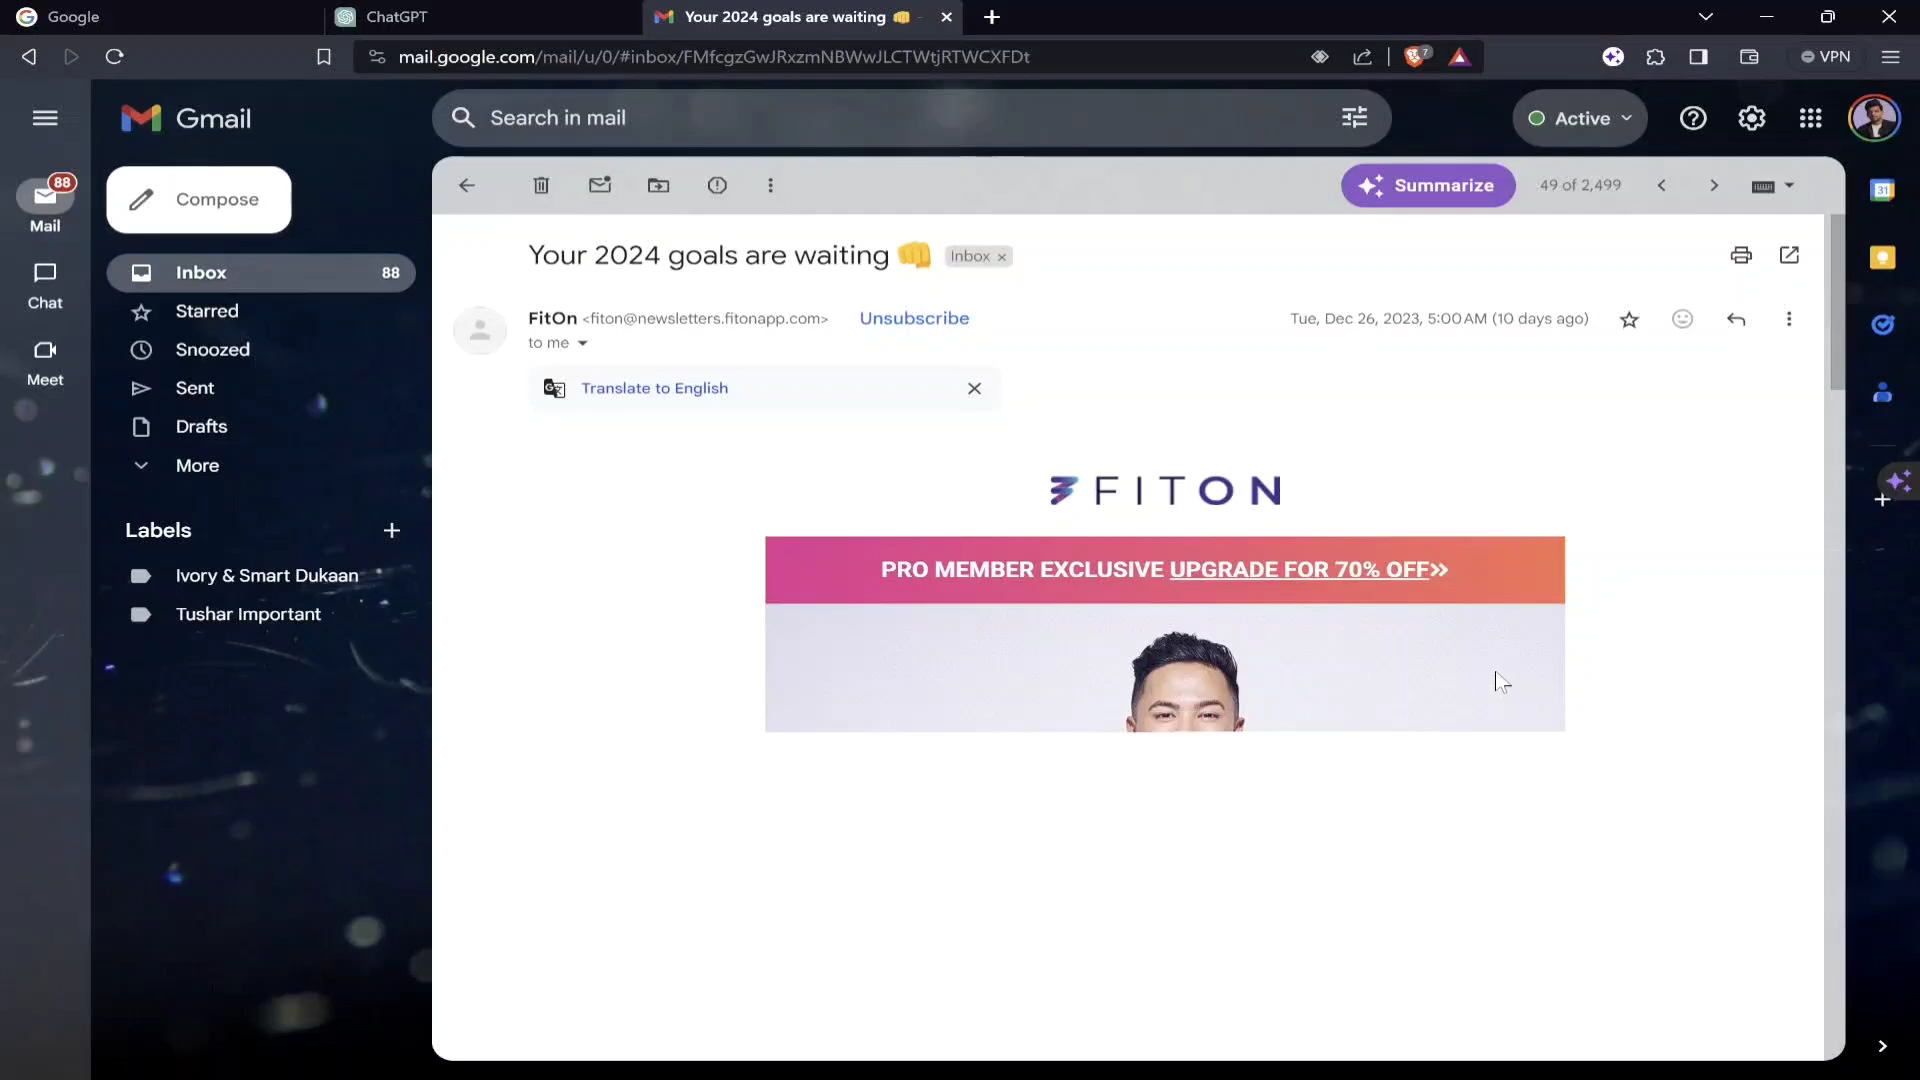 Google
ChatGPT
Your 2024 goals are waiting 👊
mail.google.com/mail/u/0/#inbox/FMfcgzGwJRxzmNBWwJLCTWtjRTWCXFDt
7
VPN
Gmail
Search in mail
Active
88
Mail
Chat
Meet
Compose
Inbox 88
Starred
Snoozed
Sent
Drafts
More
Labels
Ivory & Smart Dukaan
Tushar Important
Summarize
49 of 2,499
31
Your 2024 goals are waiting 👊 Inbox ×
FitOn <fiton@newsletters.fitonapp.com> Unsubscribe
Tue, Dec 26, 2023, 5:00 AM (10 days ago)
to me
Translate to English
FITON
PRO MEMBER EXCLUSIVE UPGRADE FOR 70% OFF»